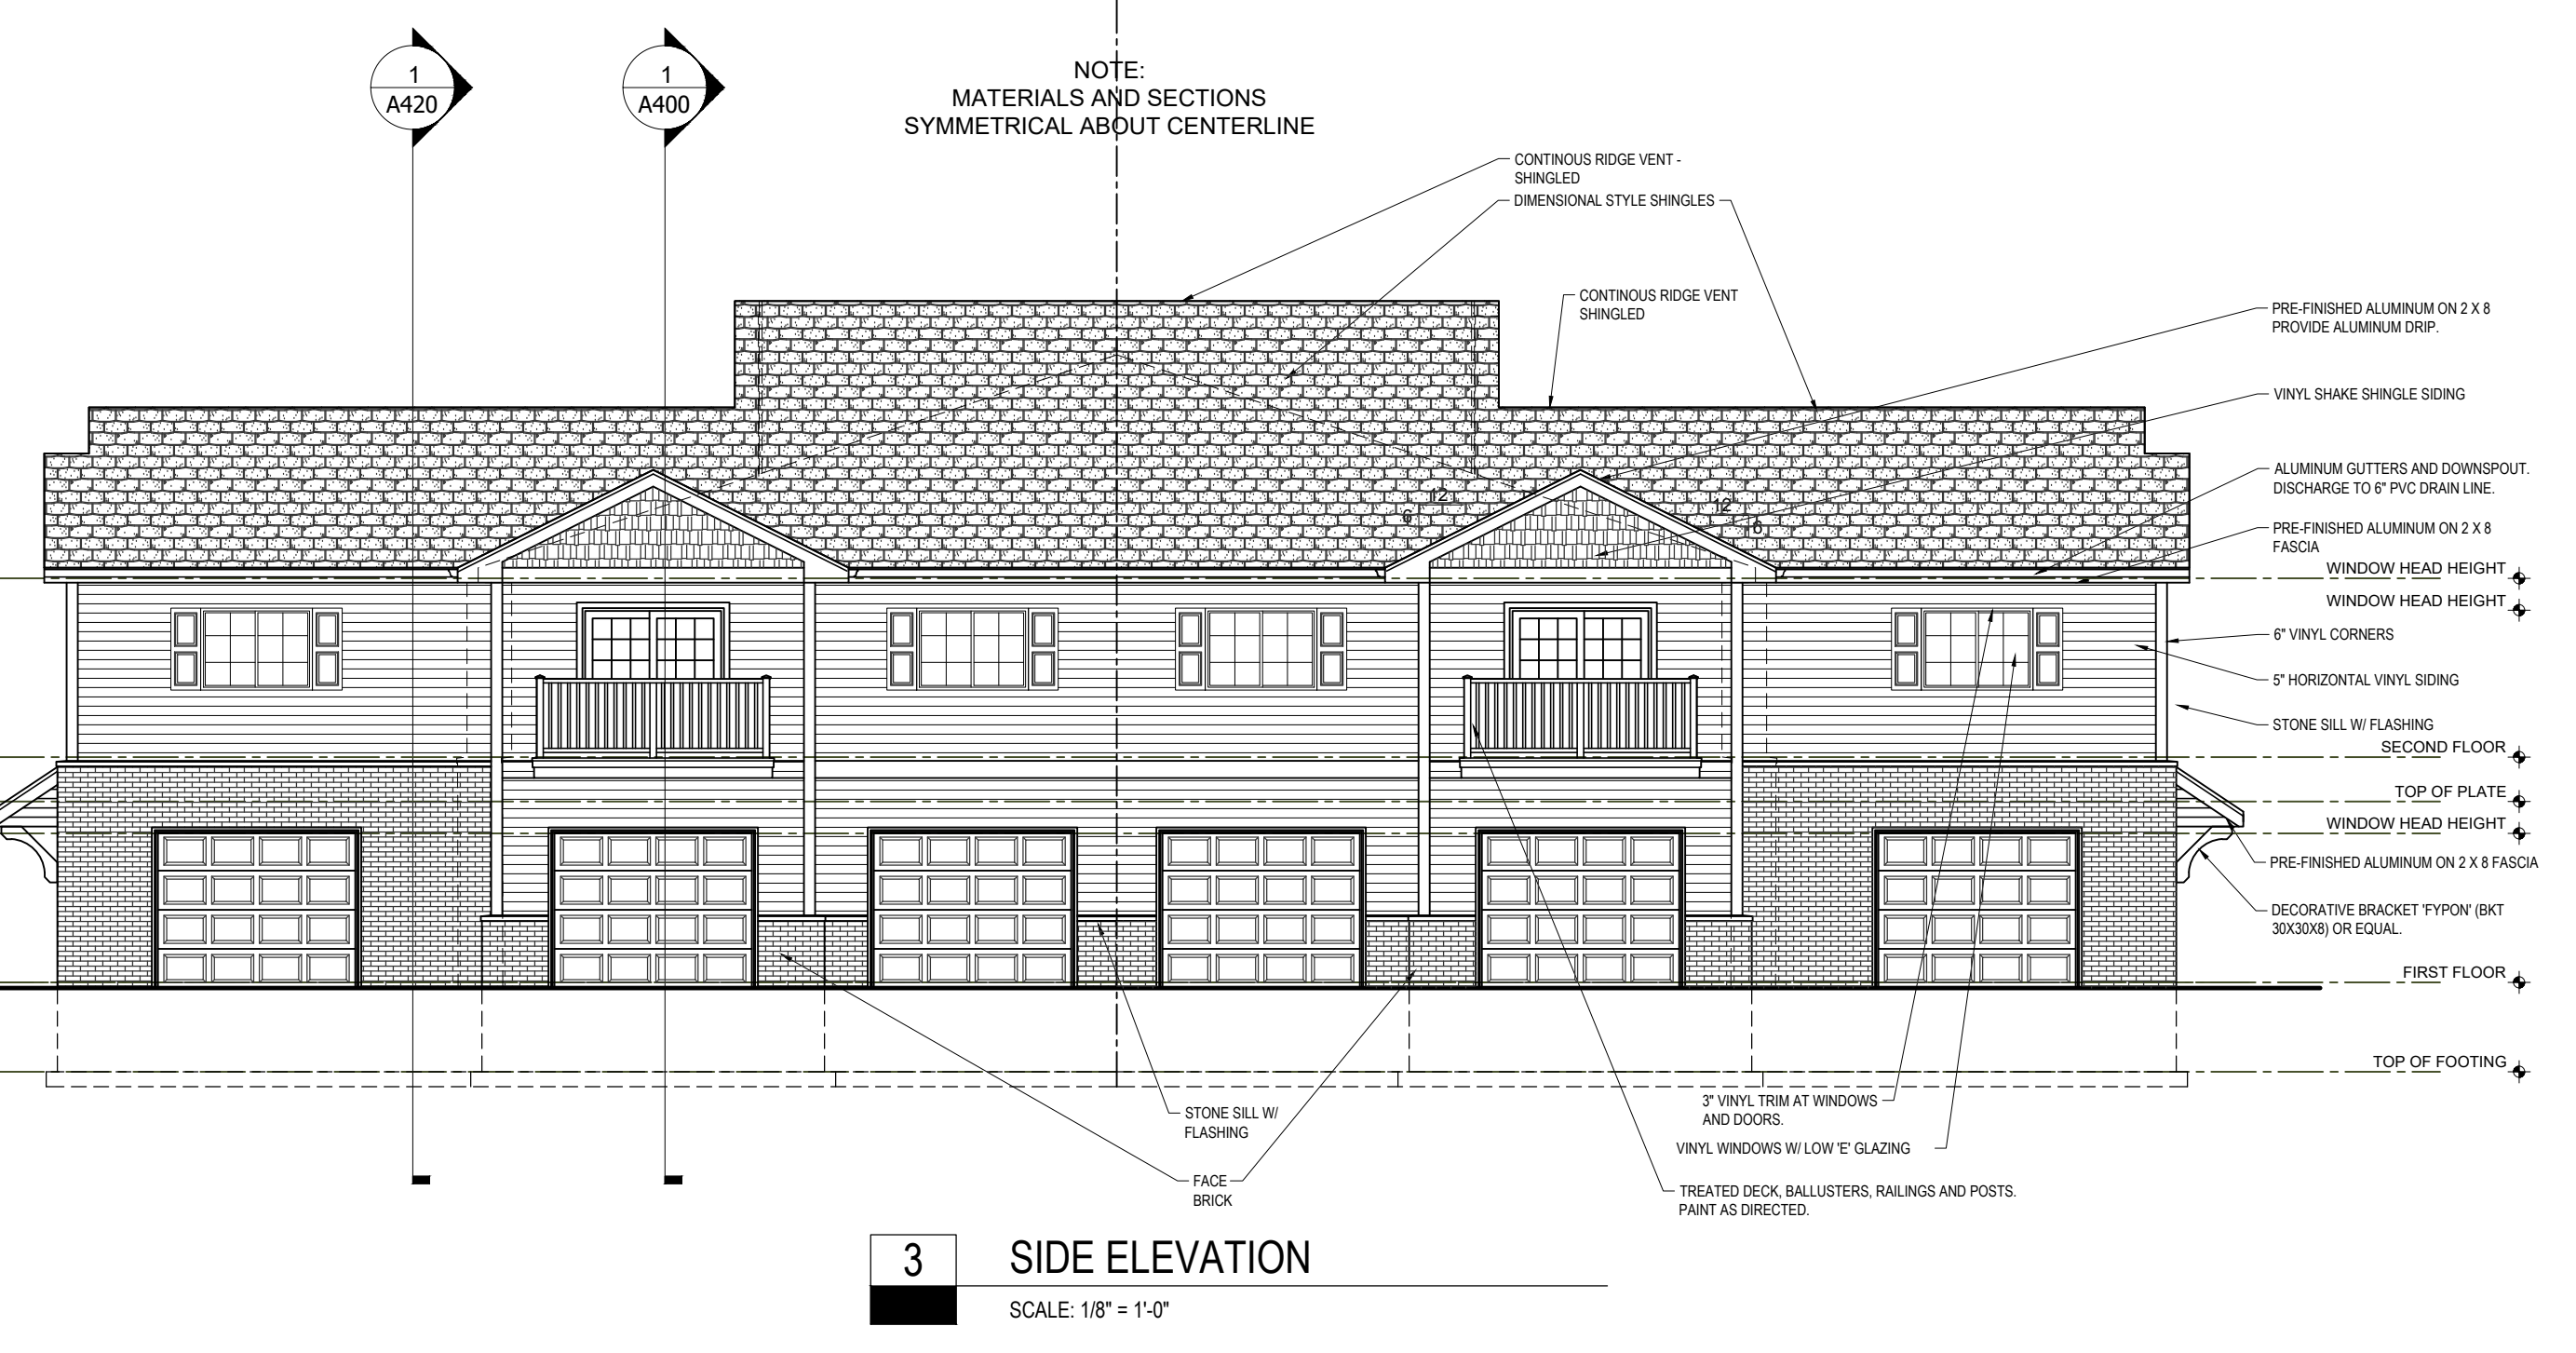 1
A420
1
A400
NOTE:
MATERIALS AND SECTIONS
SYMMETRICAL ABOUT CENTERLINE
CONTINOUS RIDGE VENT -
SHINGLED
DIMENSIONAL STYLE SHINGLES
CONTINOUS RIDGE VENT
SHINGLED
PRE-FINISHED ALUMINUM ON 2 X 8
PROVIDE ALUMINUM DRIP.
VINYL SHAKE SHINGLE SIDING
ALUMINUM GUTTERS AND DOWNSPOUT.
DISCHARGE TO 6" PVC DRAIN LINE.
12
6
12
6
PRE-FINISHED ALUMINUM ON 2 X 8
FASCIA
WINDOW HEAD HEIGHT
WINDOW HEAD HEIGHT
6" VINYL CORNERS
5" HORIZONTAL VINYL SIDING
STONE SILL W/ FLASHING
SECOND FLOOR
TOP OF PLATE
WINDOW HEAD HEIGHT
PRE-FINISHED ALUMINUM ON 2 X 8 FASCIA
DECORATIVE BRACKET 'FYPON' (BKT
30X30X8) OR EQUAL.
FIRST FLOOR
TOP OF FOOTING
STONE SILL W/
FLASHING
3" VINYL TRIM AT WINDOWS
AND DOORS.
VINYL WINDOWS W/ LOW 'E' GLAZING
FACE
BRICK
TREATED DECK, BALLUSTERS, RAILINGS AND POSTS.
PAINT AS DIRECTED.
3
SIDE ELEVATION
SCALE: 1/8" = 1'-0"